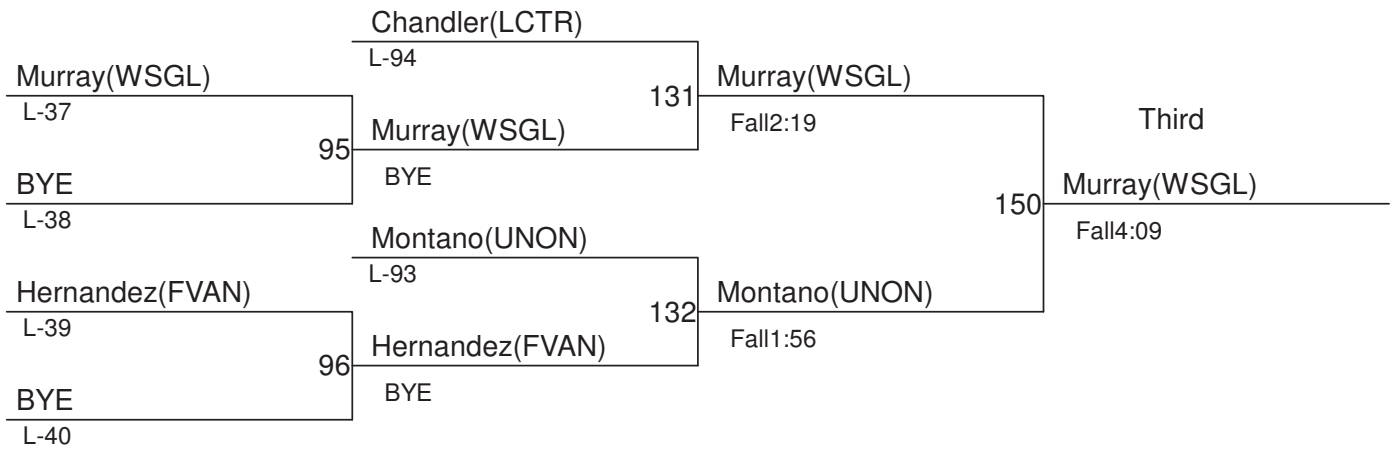 Chandler(LCTR)
L-94
Murray(WSGL)
L-37
131
Murray(WSGL)
Fall2:19
Third
95
Murray(WSGL)
BYE
BYE
L-38
150
Murray(WSGL)
Fall4:09
Montano(UNON)
L-93
Hernandez(FVAN)
L-39
132
Montano(UNON)
Fall1:56
96
Hernandez(FVAN)
BYE
BYE
L-40